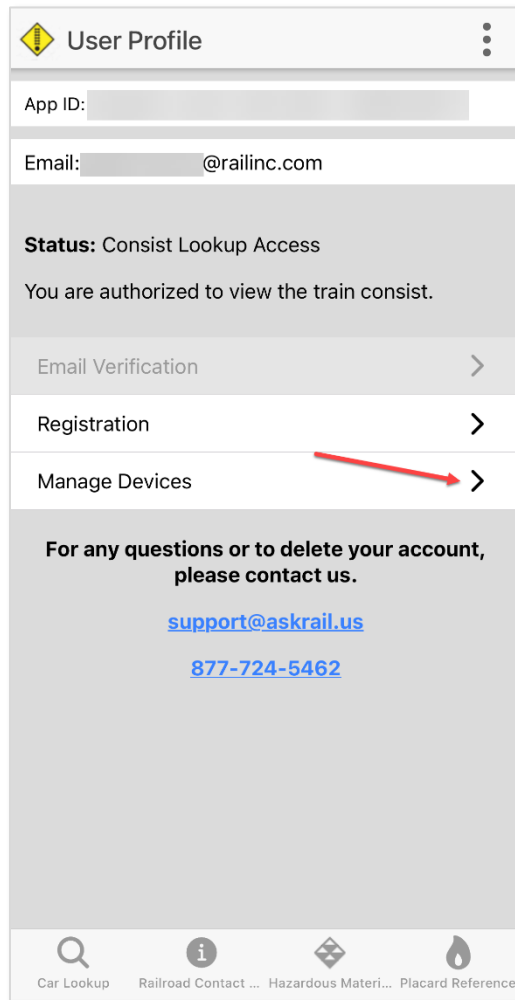 User Profile
App ID:
Email: @railinc.com
Status: Consist Lookup Access
You are authorized to view the train consist.
Email Verification
Registration
Manage Devices
For any questions or to delete your account,
please contact us.
support@askrail.us
877-724-5462
Car Lookup Railroad Contact ... Hazardous Materi... Placard Reference